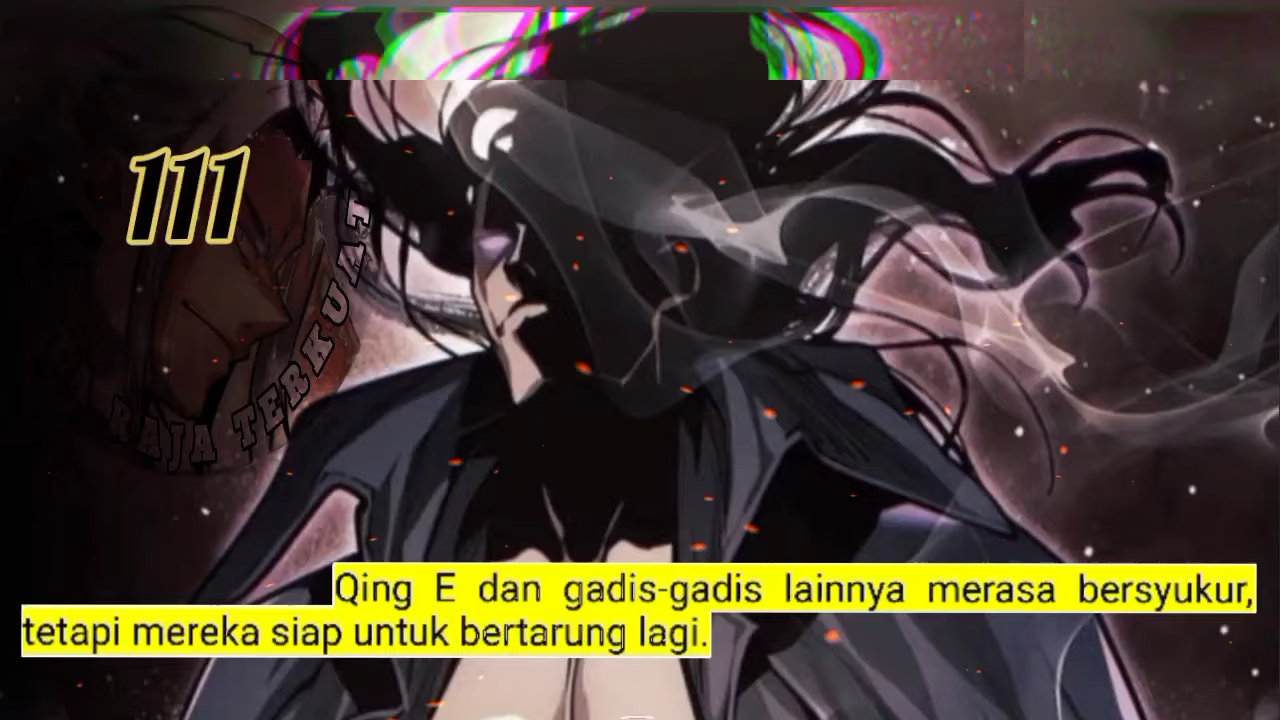 111
RAJA TERKUAT
Qing E dan gadis-gadis lainnya merasa bersyukur,
tetapi mereka siap untuk bertarung lagi.